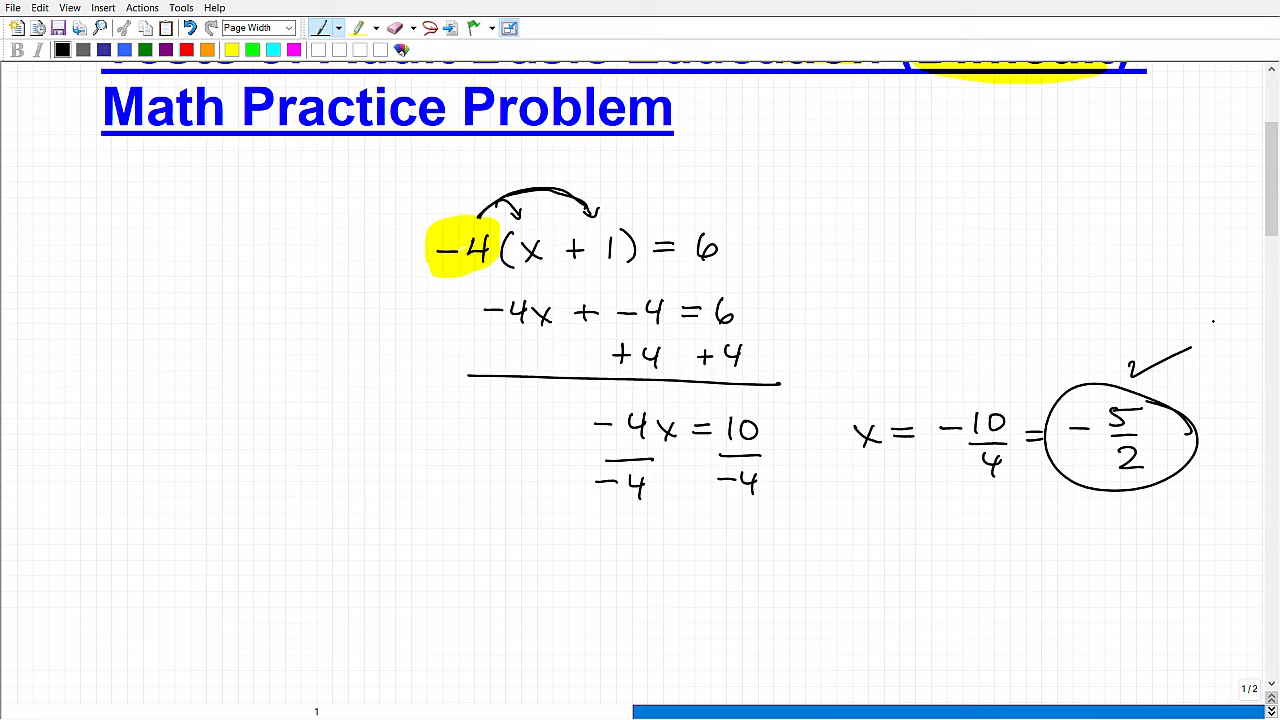 File Edit View Insert Actions Tools Help
Page Width
B I
Math Practice Problem
-4(x + 1) = 6
-4x + -4 = 6
+4 +4
-4x = 10
-4 -4
x = -10/4 = -5/2
1/2
1